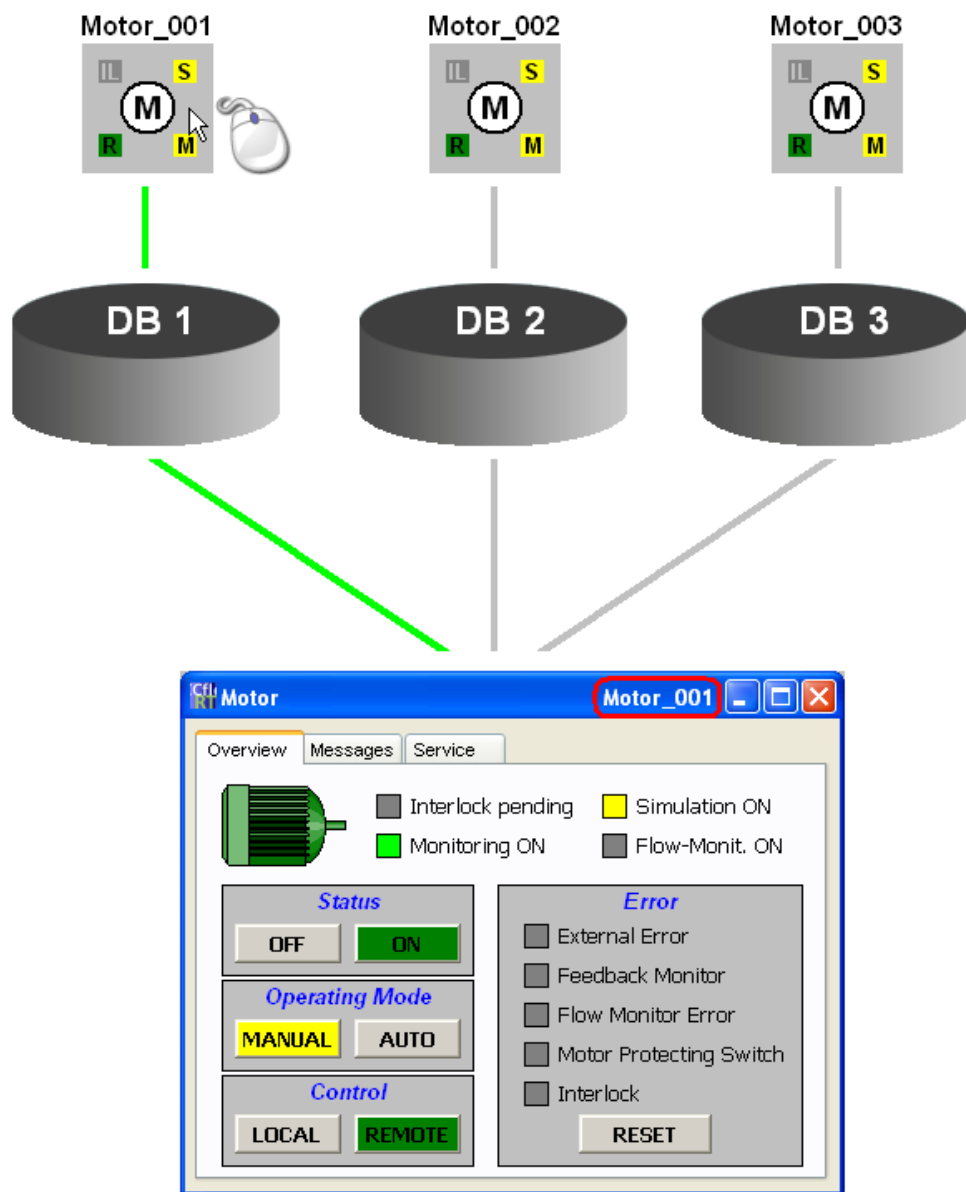 Motor_001 Motor_002 Motor_003
IL S IL S IL S
M M M
R M R M R M
DB 1 DB 2 DB 3
Cfl RT Motor Motor_001
Overview Messages Service
Interlock pending Simulation ON
Monitoring ON Flow-Monit. ON
Status Error
OFF ON External Error
Feedback Monitor
Operating Mode
Flow Monitor Error
MANUAL AUTO
Motor Protecting Switch
Control Interlock
LOCAL REMOTE RESET